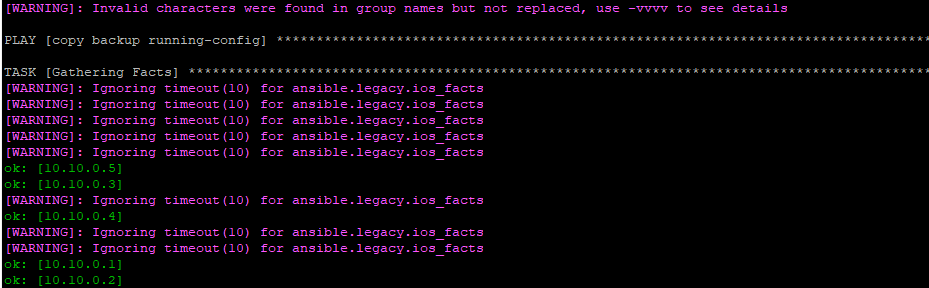 [WARNING]: Invalid characters were found in group names but not replaced, use -vvvv to see details
PLAY [copy backup running-config] **********************************************************************************
TASK [Gathering Facts] *********************************************************************************************
[WARNING]: Ignoring timeout(10) for ansible.legacy.ios_facts
[WARNING]: Ignoring timeout(10) for ansible.legacy.ios_facts
[WARNING]: Ignoring timeout(10) for ansible.legacy.ios_facts
[WARNING]: Ignoring timeout(10) for ansible.legacy.ios_facts
[WARNING]: Ignoring timeout(10) for ansible.legacy.ios_facts
ok: [10.10.0.5]
ok: [10.10.0.3]
[WARNING]: Ignoring timeout(10) for ansible.legacy.ios_facts
ok: [10.10.0.4]
[WARNING]: Ignoring timeout(10) for ansible.legacy.ios_facts
[WARNING]: Ignoring timeout(10) for ansible.legacy.ios_facts
ok: [10.10.0.1]
ok: [10.10.0.2]